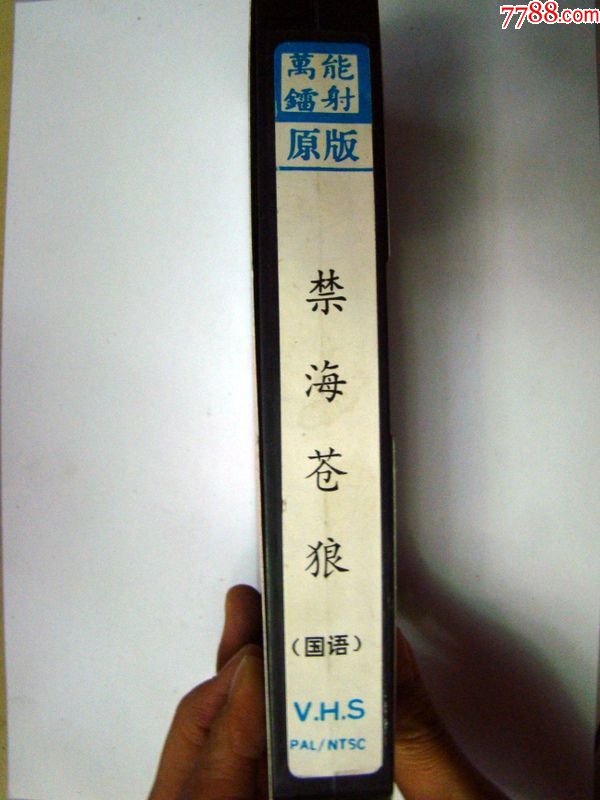 7788.com
萬能
鐳射
原版
禁海苍狼
（国语）
V.H.S
PAL/NTSC